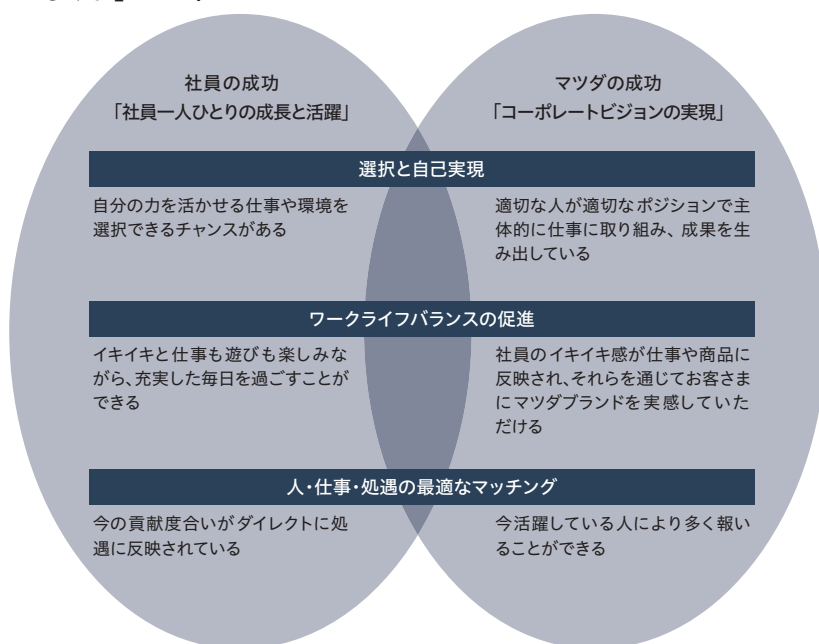 社員の成功
「社員一人ひとりの成長と活躍」
マツダの成功
「コーポレートビジョンの実現」
選択と自己実現
自分の力を活かせる仕事や環境を
選択できるチャンスがある
適切な人が適切なポジションで主
体的に仕事に取り組み、成果を生
み出している
ワークライフバランスの促進
イキイキと仕事も遊びも楽しみな
がら、充実した毎日を過ごすことが
できる
社員のイキイキ感が仕事や商品に
反映され、それらを通じてお客さま
にマツダブランドを実感していた
だける
人・仕事・処遇の最適なマッチング
今の貢献度合いがダイレクトに処
遇に反映されている
今活躍している人により多く報い
ることができる